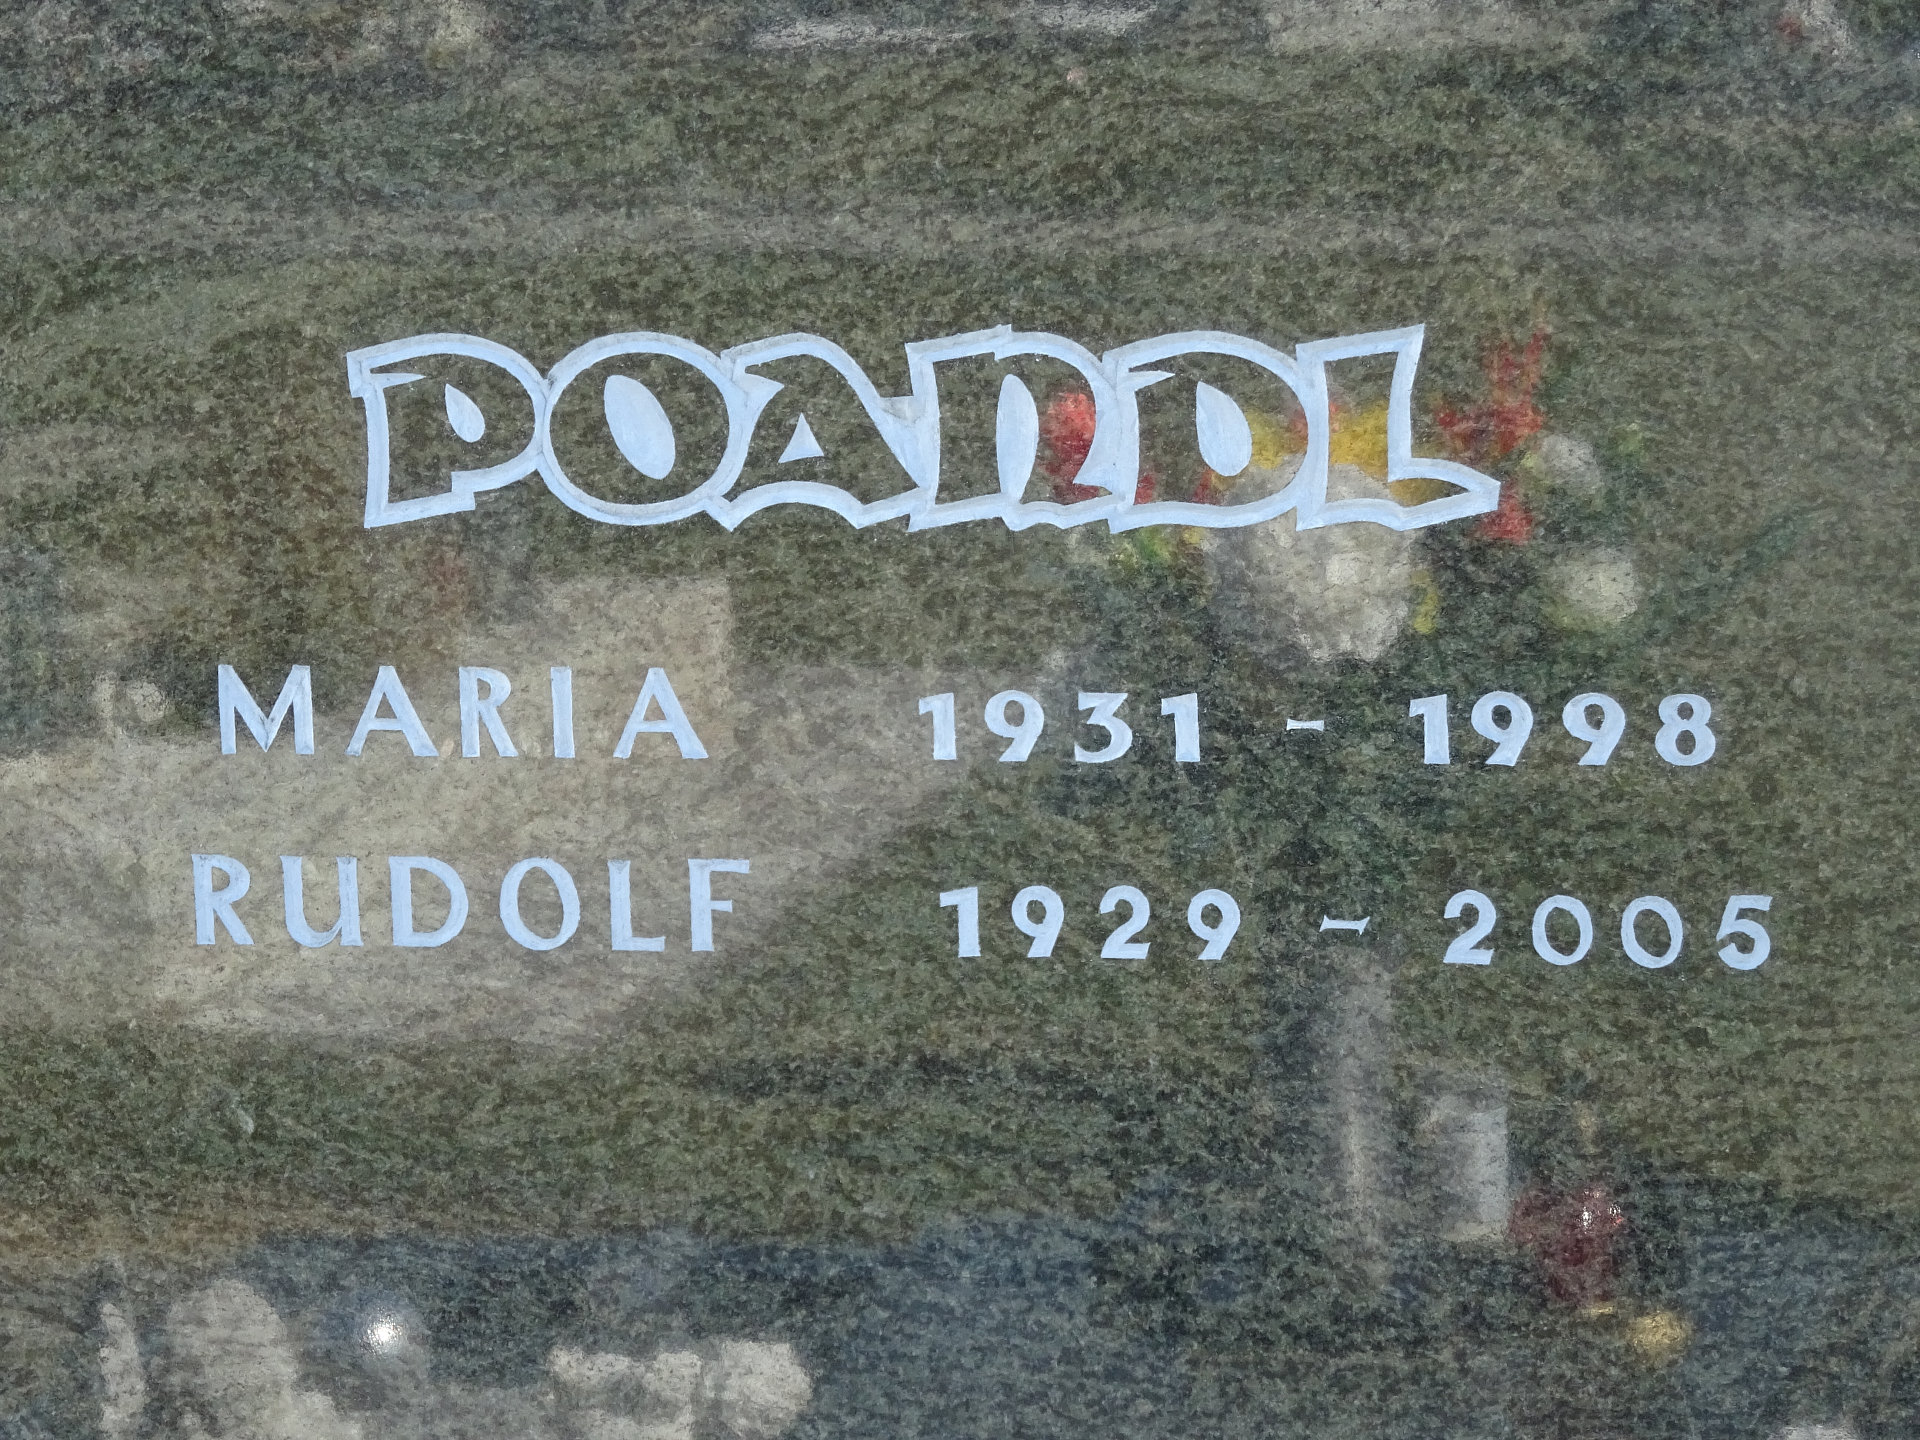 POANDL
MARIA 1931 - 1998
RUDOLF 1929 - 2005